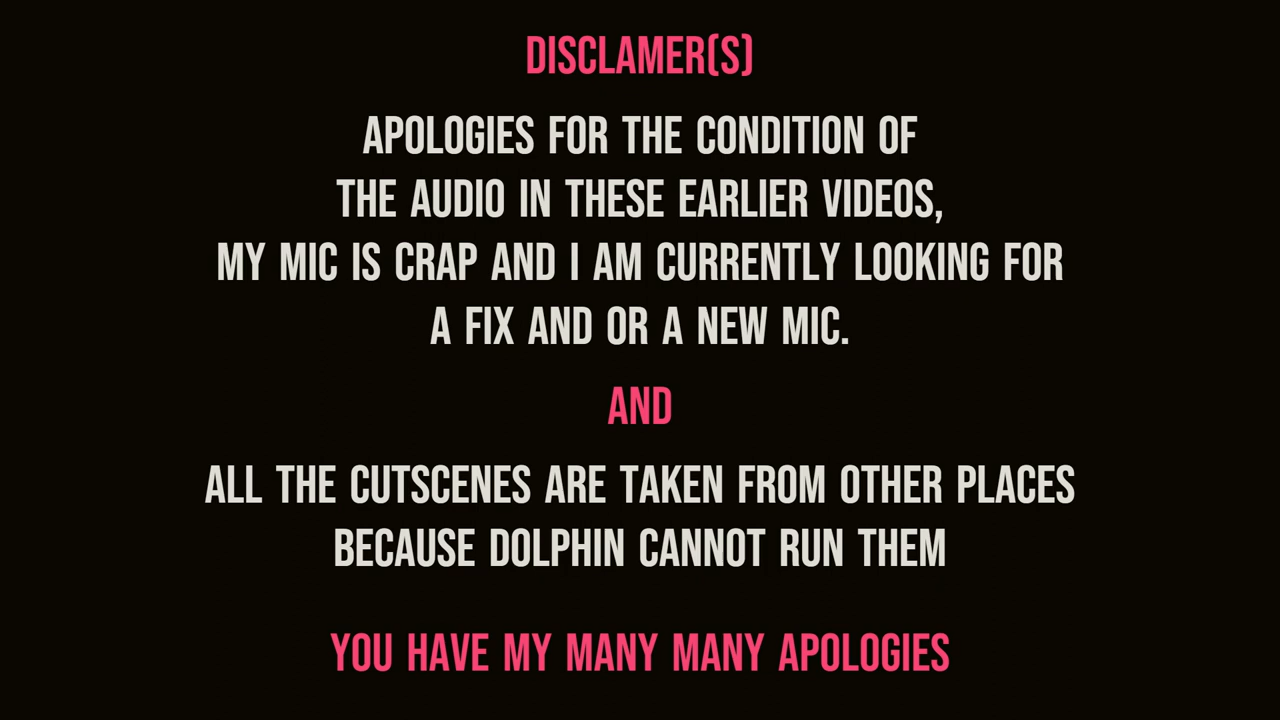 DISCLAMER(S)
APOLOGIES FOR THE CONDITION OF
THE AUDIO IN THESE EARLIER VIDEOS,
MY MIC IS CRAP AND I AM CURRENTLY LOOKING FOR
A FIX AND OR A NEW MIC.
AND
ALL THE CUTSCENES ARE TAKEN FROM OTHER PLACES
BECAUSE DOLPHIN CANNOT RUN THEM
YOU HAVE MY MANY MANY APOLOGIES